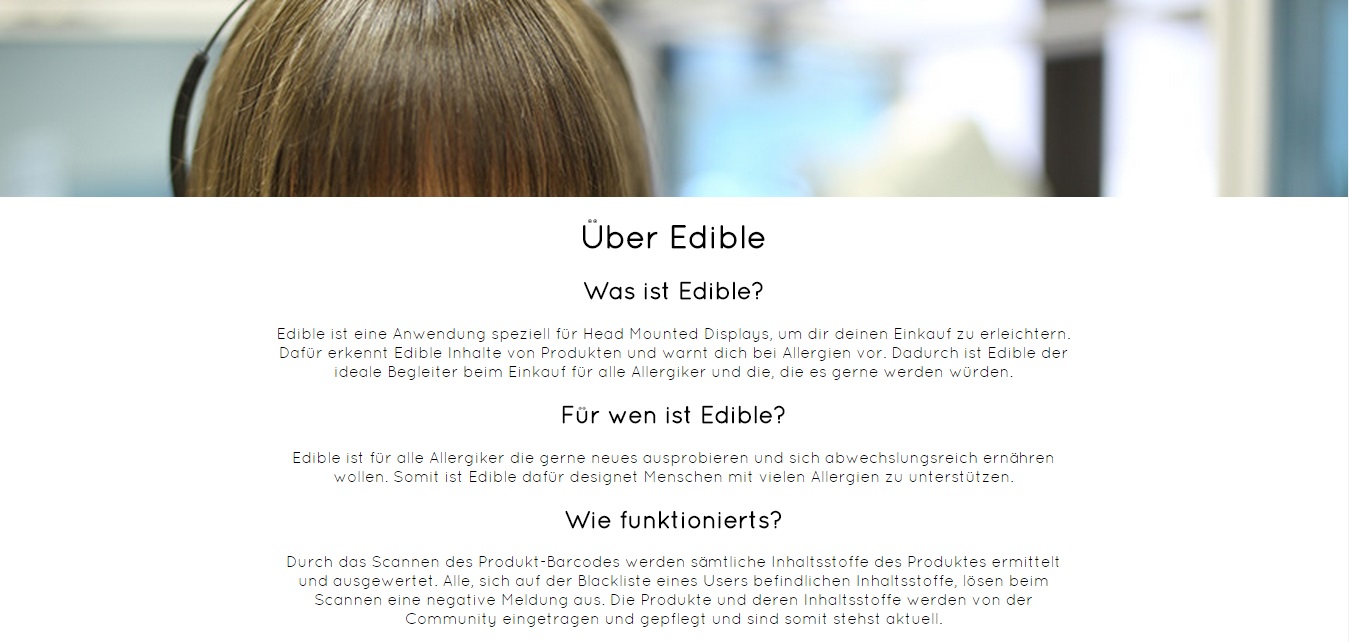 Über Edible
Was ist Edible?
Edible ist eine Anwendung speziell für Head Mounted Displays, um dir deinen Einkauf zu erleichtern.
Dafür erkennt Edible Inhalte von Produkten und warnt dich bei Allergien vor. Dadurch ist Edible der
ideale Begleiter beim Einkauf für alle Allergiker und die, die es gerne werden würden.
Für wen ist Edible?
Edible ist für alle Allergiker die gerne neues ausprobieren und sich abwechslungsreich ernähren
wollen. Somit ist Edible dafür designet Menschen mit vielen Allergien zu unterstützen.
Wie funktionierts?
Durch das Scannen des Produkt-Barcodes werden sämtliche Inhaltsstoffe des Produktes ermittelt
und ausgewertet. Alle, sich auf der Blackliste eines Users befindlichen Inhaltsstoffe, lösen beim
Scannen eine negative Meldung aus. Die Produkte und deren Inhaltsstoffe werden von der
Community eingetragen und gepflegt und sind somit stehst aktuell.